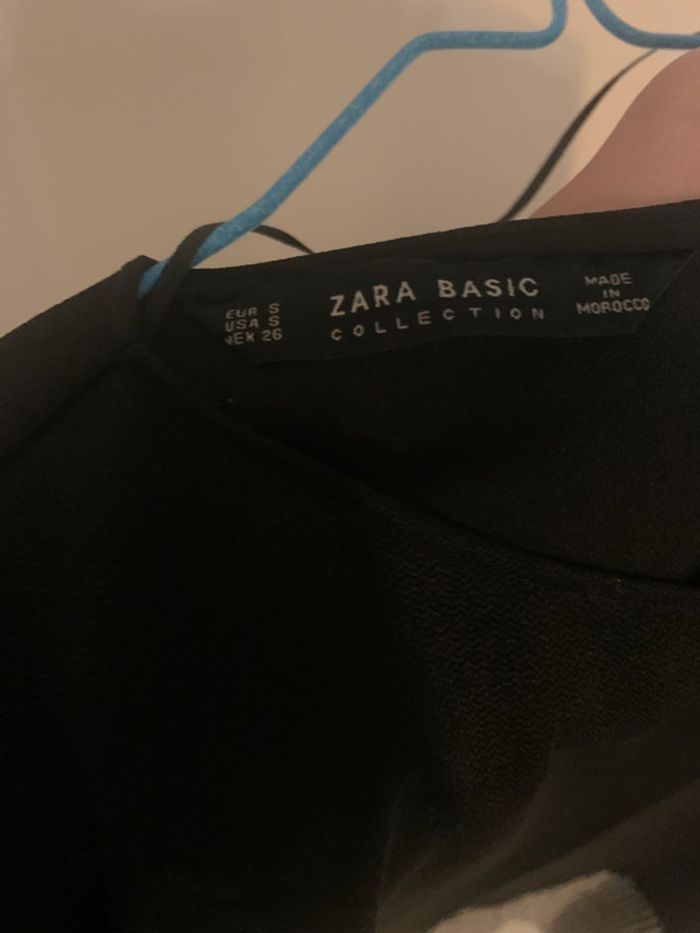 EUR S
USA S
MEX 26
ZARA BASIC
COLLECTION
MADE
IN
MOROCCO